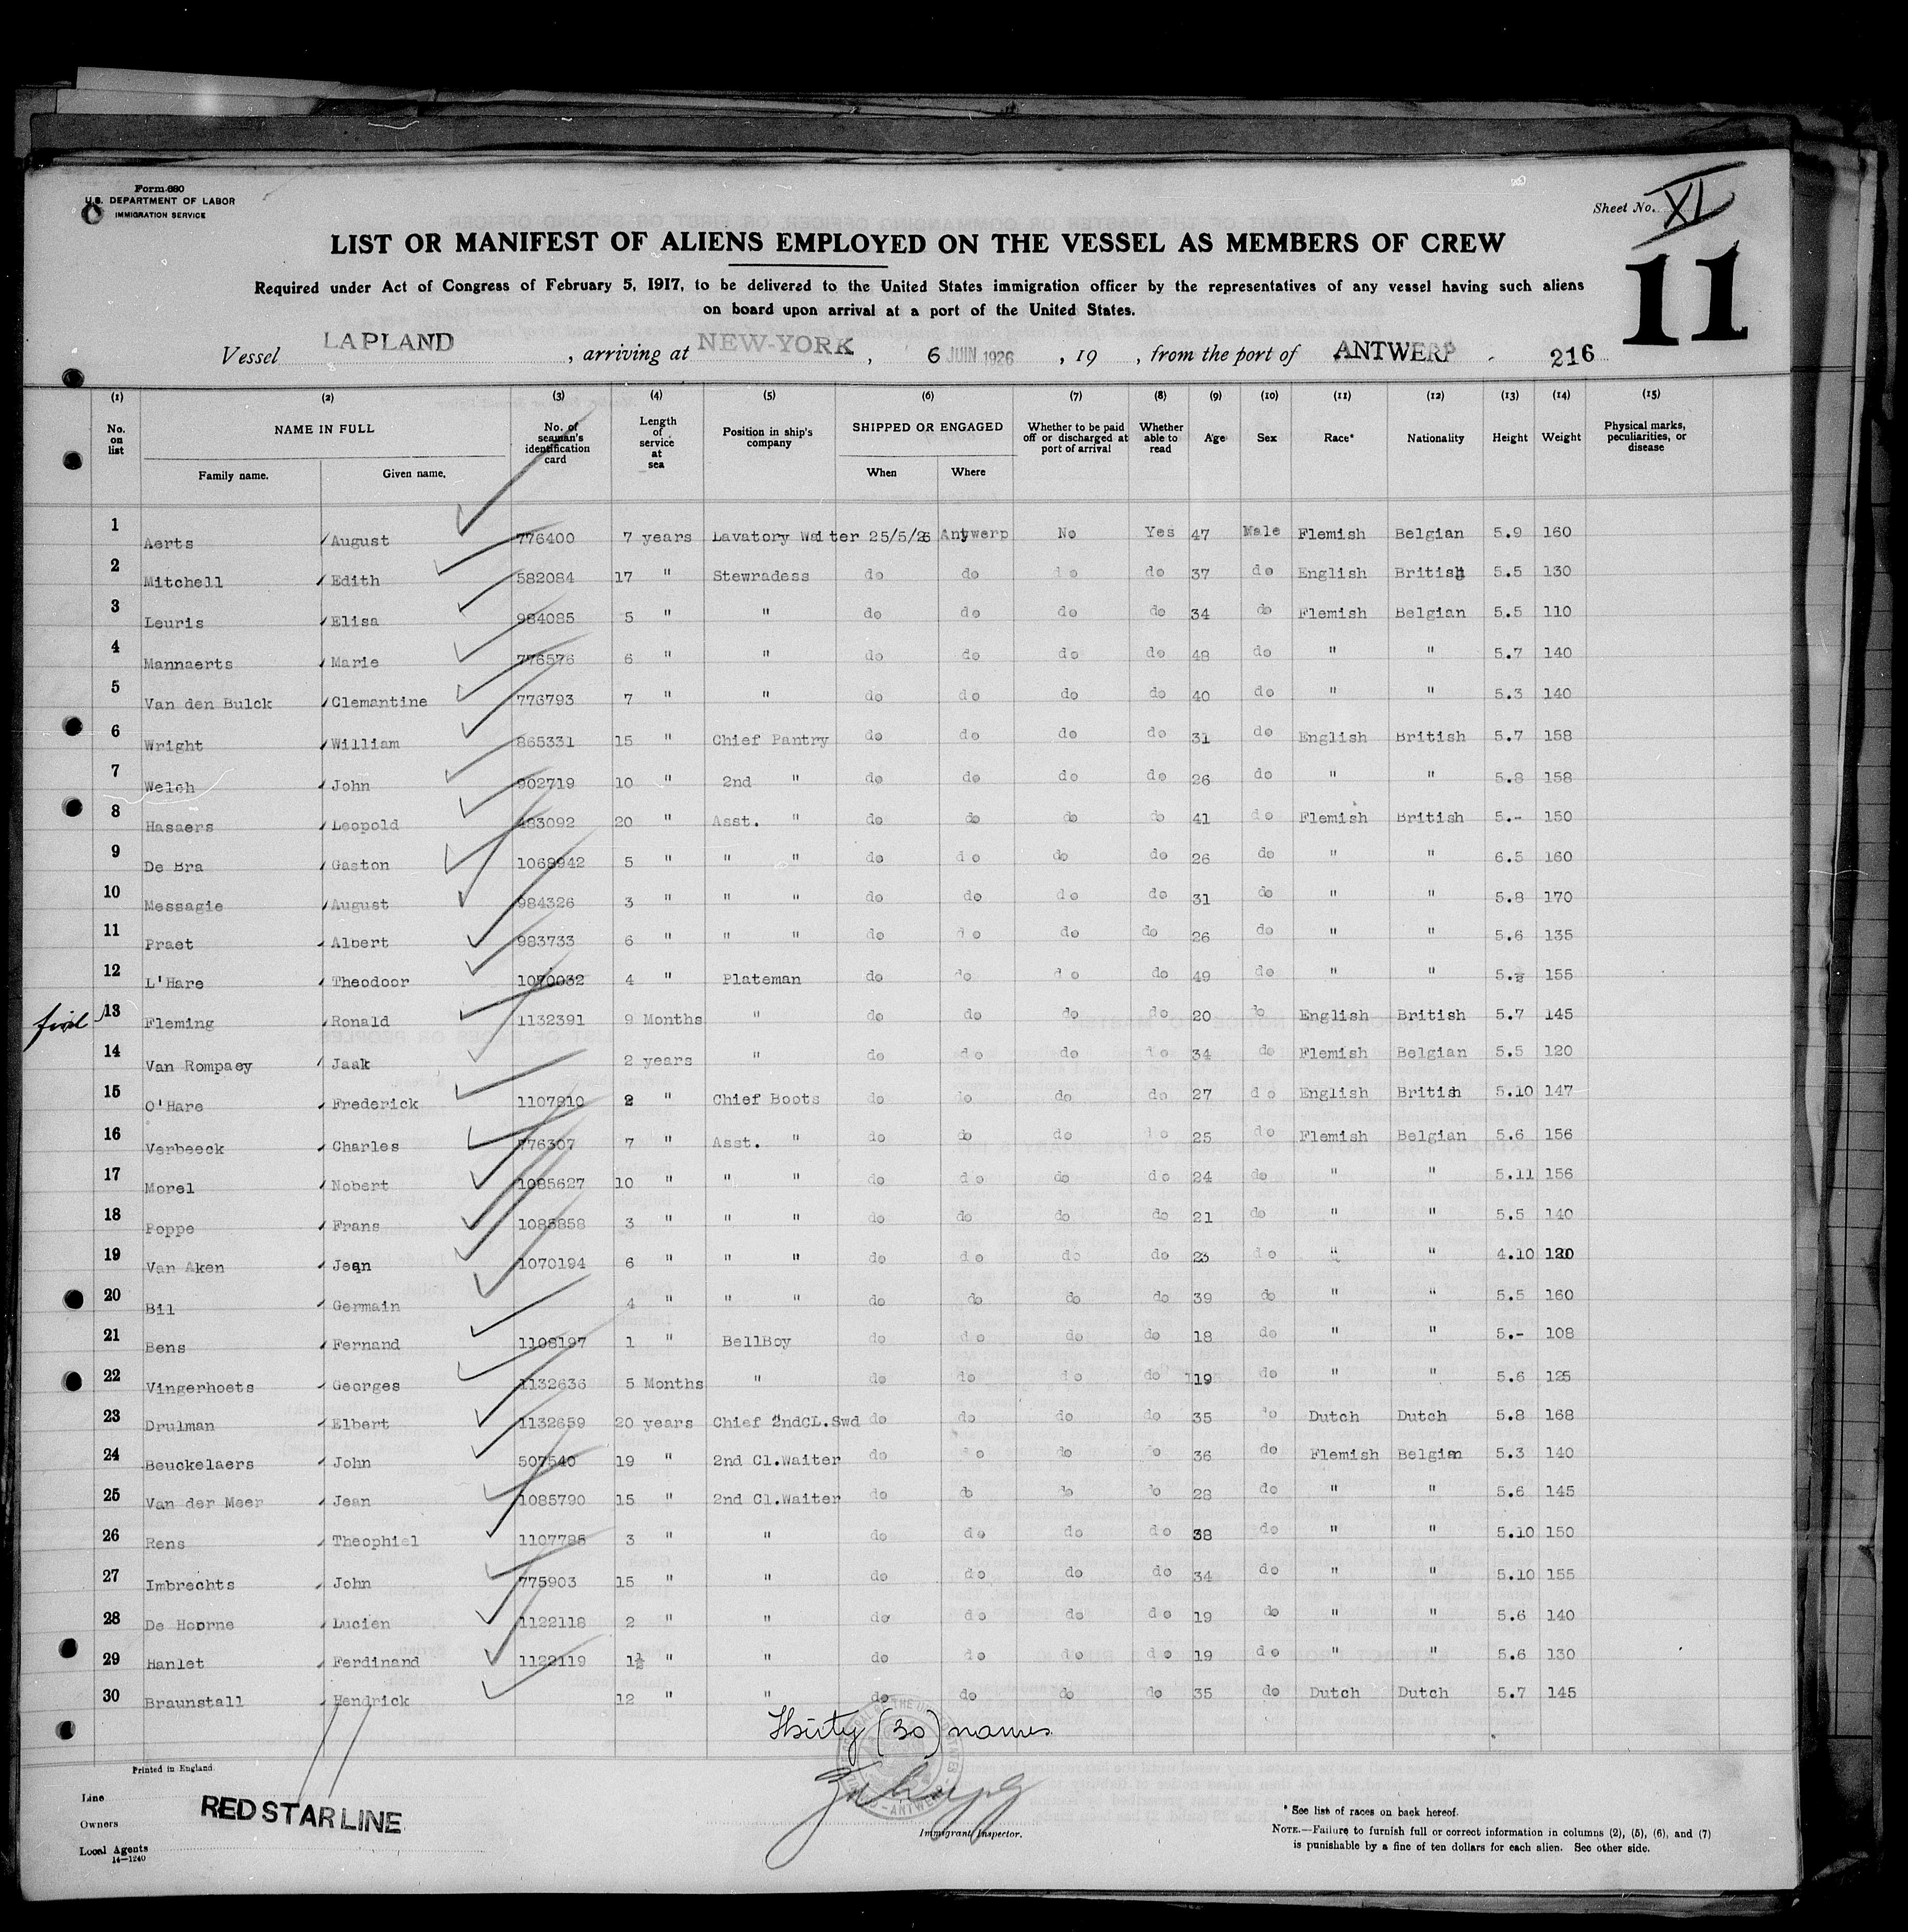 Form 680
U.S. DEPARTMENT OF LABOR
IMMIGRATION SERVICE
Sheet No. XI
11
LIST OR MANIFEST OF ALIENS EMPLOYED ON THE VESSEL AS MEMBERS OF CREW
Required under Act of Congress of February 5, 1917, to be delivered to the United States immigration officer by the representatives of any vessel having such aliens
on board upon arrival at a port of the United States.
Vessel LAPLAND, arriving at NEW-YORK, 6 JUIN 1926, 19 , from the port of ANTWERP. 216
(1) (2) (3) (4) (5) (6) (7) (8) (9) (10) (11) (12) (13) (14) (15)
No. on list NAME IN FULL Family name. Given name. No. of seaman's identification card Length of service at sea Position in ship's company SHIPPED OR ENGAGED When Where Whether to be paid off or discharged at port of arrival Whether able to read Age Sex Race* Nationality Height Weight Physical marks, peculiarities, or disease
1 Aerts August 776400 7 years Lavatory Waiter 25/5/26 Antwerp No Yes 47 Male Flemish Belgian 5.9 160
2 Mitchell Edith 582084 17 " Stewradess do do do do 37 do English British 5.5 130
3 Leuris Elisa 984085 5 " " do do do do 34 do Flemish Belgian 5.5 110
4 Mannaerts Marie 776576 6 " " do do do do 48 do " " 5.7 140
5 Van den Bulck Clemantine 776793 7 " " do do do do 40 do " " 5.3 140
6 Wright William 865331 15 " Chief Pantry do do do do 31 do English British 5.7 158
7 Welch John 902719 10 " 2nd " do do do do 26 do " " 5.8 158
8 Hasaers Leopold 483092 20 " Asst. " do do do do 41 do Flemish British 5.- 150
9 De Bra Gaston 1068942 5 " " " do do do do 26 do " " 6.5 160
10 Messagie August 984326 3 " " " do do do do 31 do " " 5.8 170
11 Praet Albert 983733 6 " " " do do do do 26 do " " 5.6 135
12 L'Hare Theodoor 1070032 4 " Plateman do do do do 49 do " " 155
13 Fleming Ronald 1132391 9 Months " do do do do 20 do English British 5.7 145
14 Van Rompaey Jaak 2 years " do do do do 34 do Flemish Belgian 5.5 120
15 O'Hare Frederick 1107810 2 " Chief Boots do do do do 27 do English British 5.10 147
16 Verbeeck Charles 776307 7 " Asst. " do do do do 25 do Flemish Belgian 5.6 156
17 Morel Nobert 1085627 10 " " " do do do do 24 do " " 5.11 156
18 Poppe Frans 1085858 3 " " " do do do do 21 do " " 5.5 140
19 Van Aken Jean 1070194 6 " " " do do do do 23 do " " 4.10 120
20 Bil Germain 4 " " " do do do do 39 do " " 5.5 160
21 Bens Fernand 1108197 1 " BellBoy do do do do 18 do " " 5.- 108
22 Vingerhoets Georges 1132636 5 Months " do do do do 19 do " " 5.6 125
23 Drulman Elbert 1132659 20 years Chief 2ndCL.Swd do do do do 35 do Dutch Dutch 5.8 168
24 Beuckelaers John 507540 19 " 2nd Cl.Waiter do do do do 36 do Flemish Belgian 5.3 140
25 Van der Meer Jean 1085790 15 " 2nd Cl.Waiter do do do do 28 do " " 5.6 145
26 Rens Theophiel 1107785 3 " " do do do do 38 do " " 5.10 150
27 Imbrechts John 775903 15 " " do do do do 34 do " " 5.10 155
28 De Hoorne Lucien 1122118 2 " " do do do do 19 do " " 5.6 140
29 Hanlet Ferdinand 1122119 1½ " " do do do do 19 do " " 5.6 130
30 Braunstall Hendrick 12 " " do do do do 35 do Dutch Dutch 5.7 145
Thirty (30) names
Printed in England
Line
Owners RED STAR LINE
Local Agents
14—1240
Immigrant Inspector.
* See list of races on back hereof.
NOTE.—Failure to furnish full or correct information in columns (2), (5), (6), and (7)
is punishable by a fine of ten dollars for each alien. See other side.